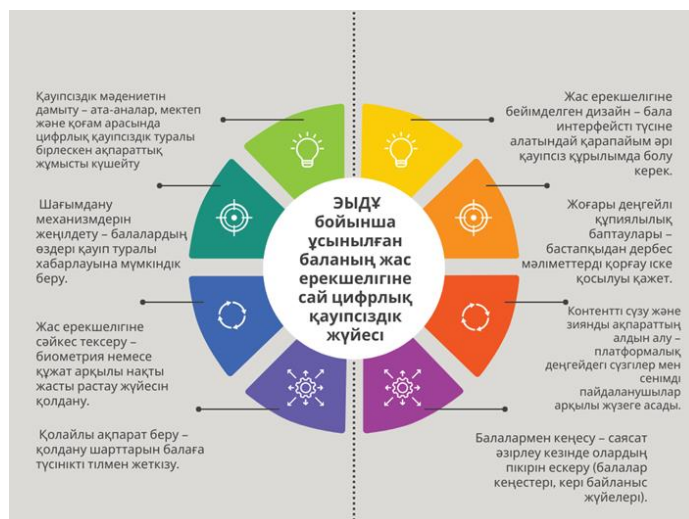 Қауіпсіздік мәдениетін
дамыту – ата-аналар, мектеп
және қоғам арасында
цифрлық қауіпсіздік туралы
бірлескен ақпараттық
жұмысты күшейту
Шағымдану
механизмдерін
жеңілдету – балалардың
өздері қауіп туралы
хабарлауына мүмкіндік
беру.
Жас ерекшелігіне
сәйкес тексеру –
биометрия немесе
құжат арқылы нақты
жасты растау жүйесін
қолдану.
Қолайлы ақпарат беру –
қолдану шарттарын балаға
түсінікті тілмен жеткізу.
ЭЫДҰ
бойынша
ұсынылған
баланың жас
ерекшелігіне
сай цифрлық
қауіпсіздік
жүйесі
Жас ерекшелігіне
бейімделген дизайн – бала
интерфейсті түсіне
алатындай қарапайым әрі
қауіпсіз құрылымда болу
керек.
Жоғары деңгейлі
құпиялылық
баптаулары –
бастапқыдан дербес
мәліметтерді қорғау іске
қосылуы қажет.
Контентті сүзу және
зиянды ақпараттың
алдын алу –
платформалық
деңгейдегі сүзгілер мен
сенімді
пайдаланушылар
арқылы жүзеге асады.
Балалармен кеңесу – саясат
әзірлеу кезінде олардың
пікірін ескеру (балалар
кеңестері, кері байланыс
жүйелері).